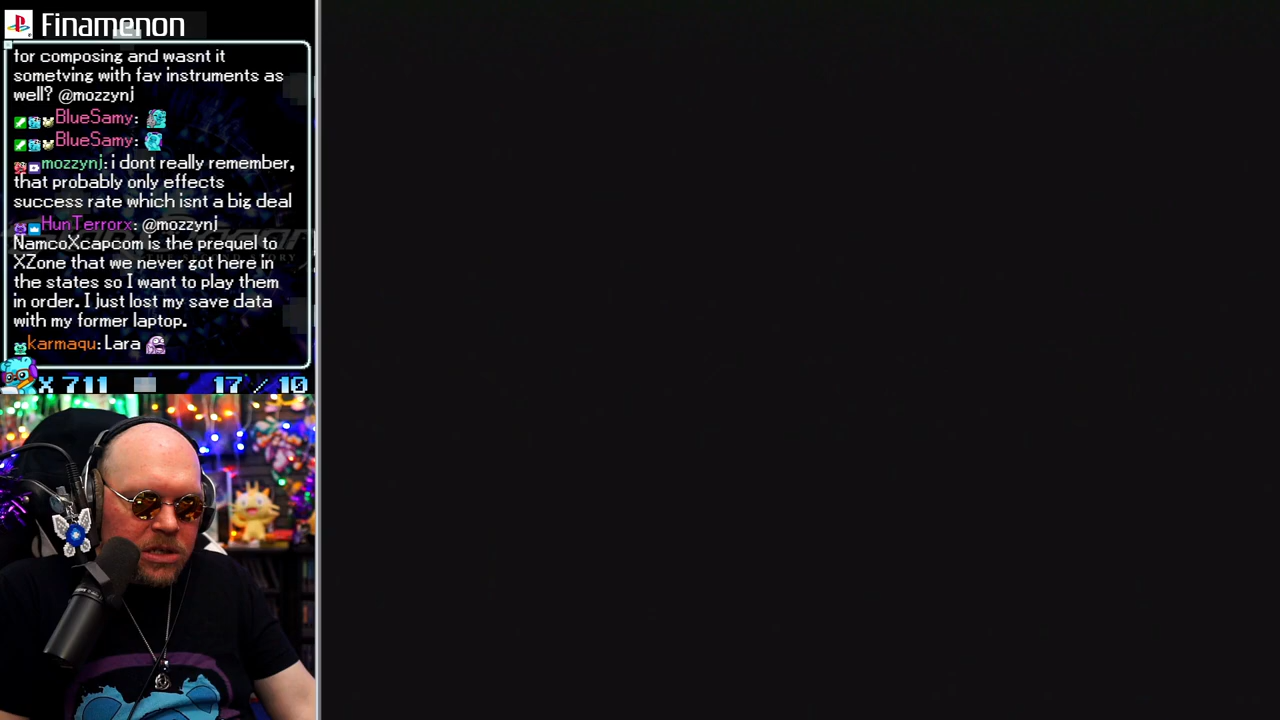 Finamenon
for composing and wasnt it
sometving with fav instruments as
well? @mozzynj
BlueSamy:
BlueSamy:
mozzynj: i dont really remember,
that probably only effects
success rate which isnt a big deal
HunTerrorx: @mozzynj
NamcoXcapcom is the prequel to
XZone that we never got here in
the states so I want to play them
in order. I just lost my save data
with my former laptop.
karmaqu: Lara
X 711 17 / 10